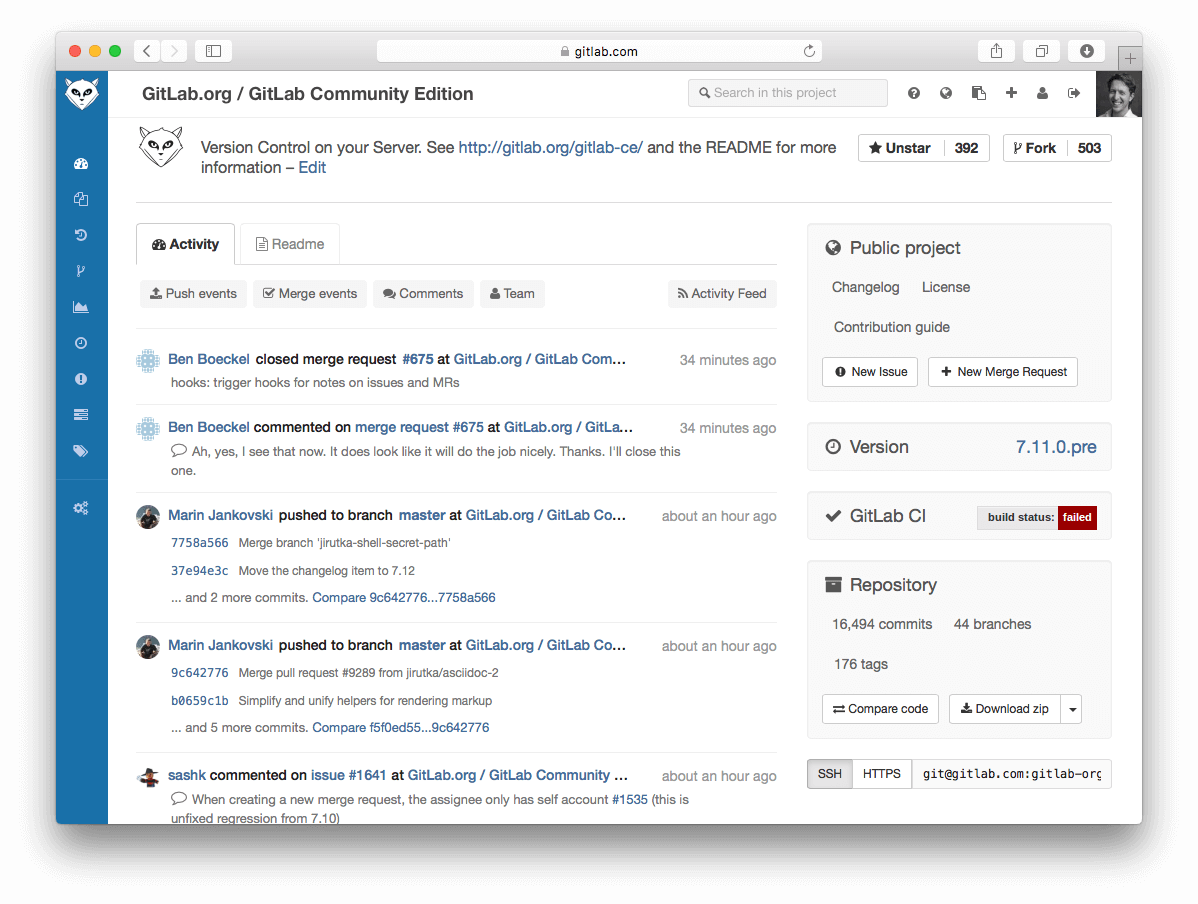 gitlab.com
GitLab.org / GitLab Community Edition
Search in this project
Version Control on your Server. See http://gitlab.org/gitlab-ce/ and the README for more
information – Edit
Unstar 392
Fork 503
Activity
Readme
Push events
Merge events
Comments
Team
Activity Feed
Ben Boeckel closed merge request #675 at GitLab.org / GitLab Com... 34 minutes ago
hooks: trigger hooks for notes on issues and MRs
Ben Boeckel commented on merge request #675 at GitLab.org / GitLa... 34 minutes ago
Ah, yes, I see that now. It does look like it will do the job nicely. Thanks. I'll close this
one.
Marin Jankovski pushed to branch master at GitLab.org / GitLab Co... about an hour ago
7758a566 Merge branch 'jirutka-shell-secret-path'
37e94e3c Move the changelog item to 7.12
... and 2 more commits. Compare 9c642776...7758a566
Marin Jankovski pushed to branch master at GitLab.org / GitLab Co... about an hour ago
9c642776 Merge pull request #9289 from jirutka/asciidoc-2
b0659c1b Simplify and unify helpers for rendering markup
... and 5 more commits. Compare f5f0ed55...9c642776
sashk commented on issue #1641 at GitLab.org / GitLab Community ... about an hour ago
When creating a new merge request, the assignee only has self account #1535 (this is
unfixed regression from 7.10)
Public project
Changelog License
Contribution guide
New Issue
New Merge Request
Version 7.11.0.pre
GitLab CI build status: failed
Repository
16,494 commits 44 branches
176 tags
Compare code
Download zip
SSH HTTPS git@gitlab.com:gitlab-org